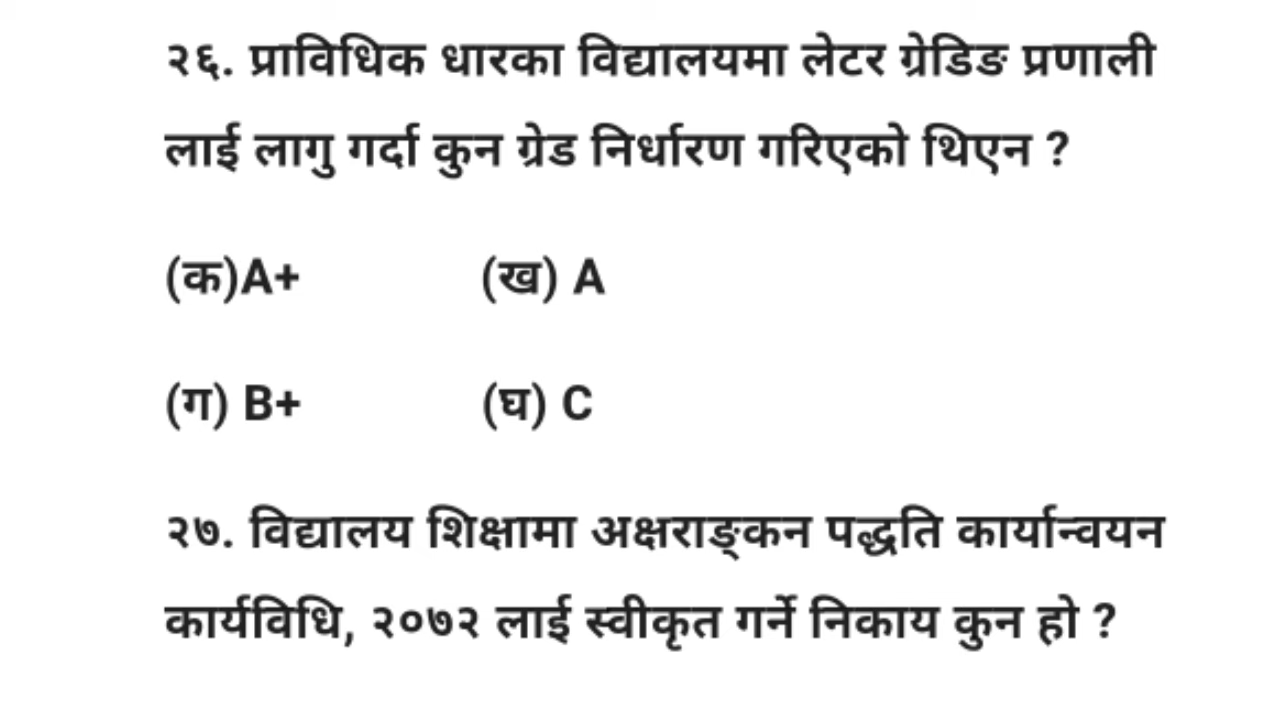 २६. प्राविधिक धारका विद्यालयमा लेटर ग्रेडिङ प्रणाली
लाई लागु गर्दा कुन ग्रेड निर्धारण गरिएको थिएन ?
(क)A+ (ख) A
(ग) B+ (घ) C
२७. विद्यालय शिक्षामा अक्षराङ्कन पद्धति कार्यान्वयन
कार्यविधि, २०७२ लाई स्वीकृत गर्ने निकाय कुन हो ?